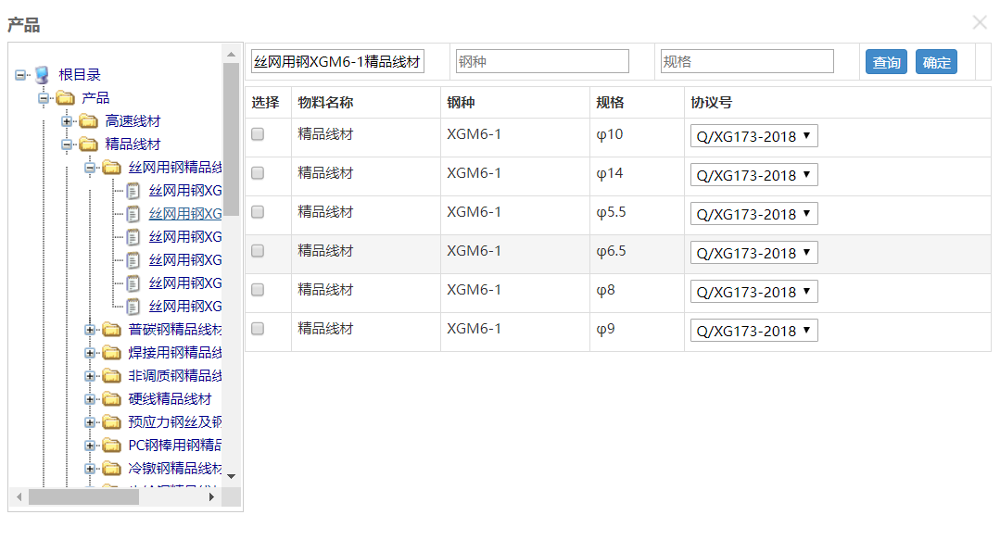 产品
根目录
产品
高速线材
精品线材
丝网用钢精品线
丝网用钢XG
丝网用钢XG
丝网用钢XG
丝网用钢XG
丝网用钢XG
丝网用钢XG
普碳钢精品线材
焊接用钢精品线
非调质钢精品线
硬线精品线材
预应力钢丝及钢
PC钢棒用钢精品
冷镦钢精品线材
丝网用钢XGM6-1精品线材 钢种 规格 查询 确定
选择 物料名称 钢种 规格 协议号
精品线材 XGM6-1 φ10 Q/XG173-2018
精品线材 XGM6-1 φ14 Q/XG173-2018
精品线材 XGM6-1 φ5.5 Q/XG173-2018
精品线材 XGM6-1 φ6.5 Q/XG173-2018
精品线材 XGM6-1 φ8 Q/XG173-2018
精品线材 XGM6-1 φ9 Q/XG173-2018